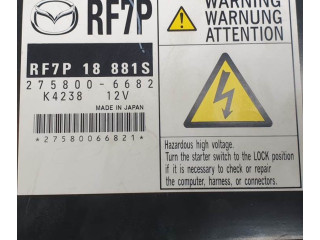 RF7P
WARNING
WARNUNG
ATTENTION
RF7P 18 881S
275800-6682
K4238 12V
MADE IN JAPAN
*27580066821*
Hazardous high voltage.
Turn the starter switch to the LOCK position
if it is necessary to check or repair
the computer, harness, or connectors.